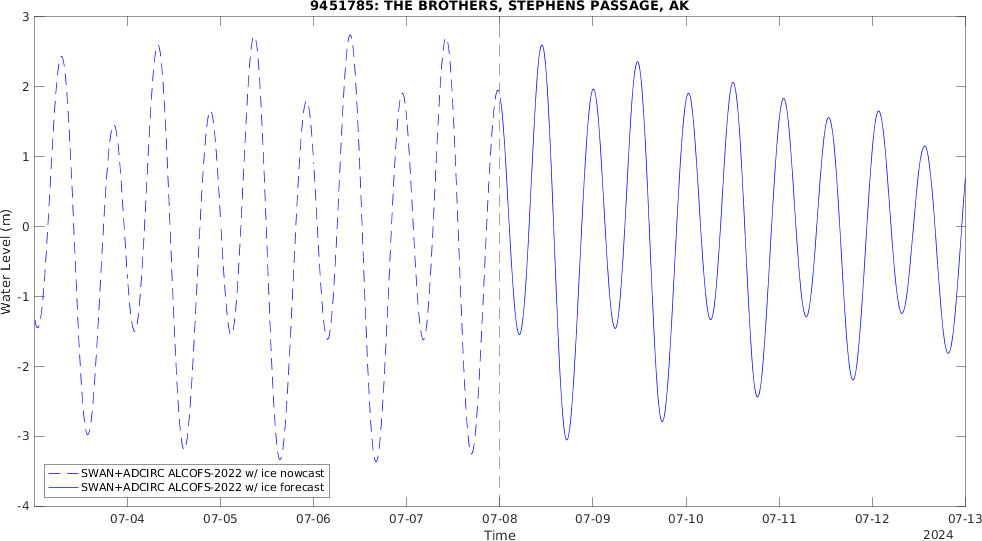 9451785: THE BROTHERS, STEPHENS PASSAGE, AK
3
2
1
0
-1
-2
-3
-4
Water Level (m)
SWAN+ADCIRC ALCOFS-2022 w/ ice nowcast
SWAN+ADCIRC ALCOFS-2022 w/ ice forecast
07-04 07-05 07-06 07-07 07-08 07-09 07-10 07-11 07-12 07-13
Time
2024